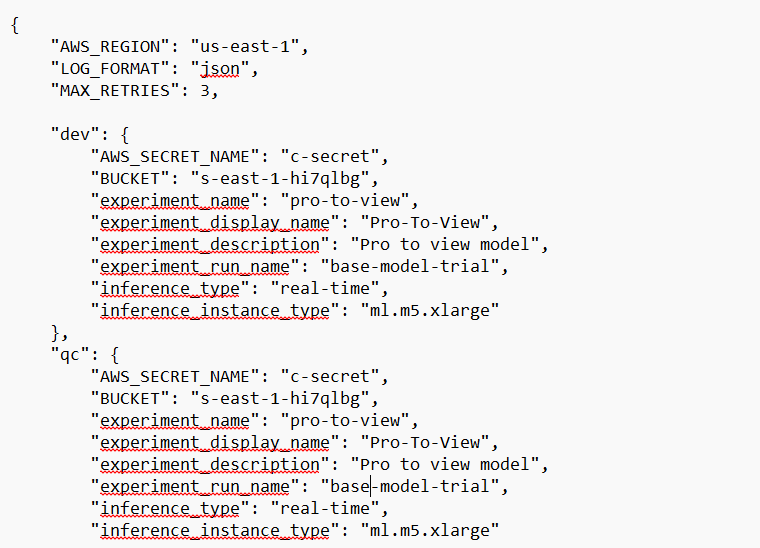 {
    "AWS_REGION": "us-east-1",
    "LOG_FORMAT": "json",
    "MAX_RETRIES": 3,

    "dev": {
        "AWS_SECRET_NAME": "c-secret",
        "BUCKET": "s-east-1-hi7qlbg",
        "experiment_name": "pro-to-view",
        "experiment_display_name": "Pro-To-View",
        "experiment_description": "Pro to view model",
        "experiment_run_name": "base-model-trial",
        "inference_type": "real-time",
        "inference_instance_type": "ml.m5.xlarge"
    },
    "qc": {
        "AWS_SECRET_NAME": "c-secret",
        "BUCKET": "s-east-1-hi7qlbg",
        "experiment_name": "pro-to-view",
        "experiment_display_name": "Pro-To-View",
        "experiment_description": "Pro to view model",
        "experiment_run_name": "base-model-trial",
        "inference_type": "real-time",
        "inference_instance_type": "ml.m5.xlarge"